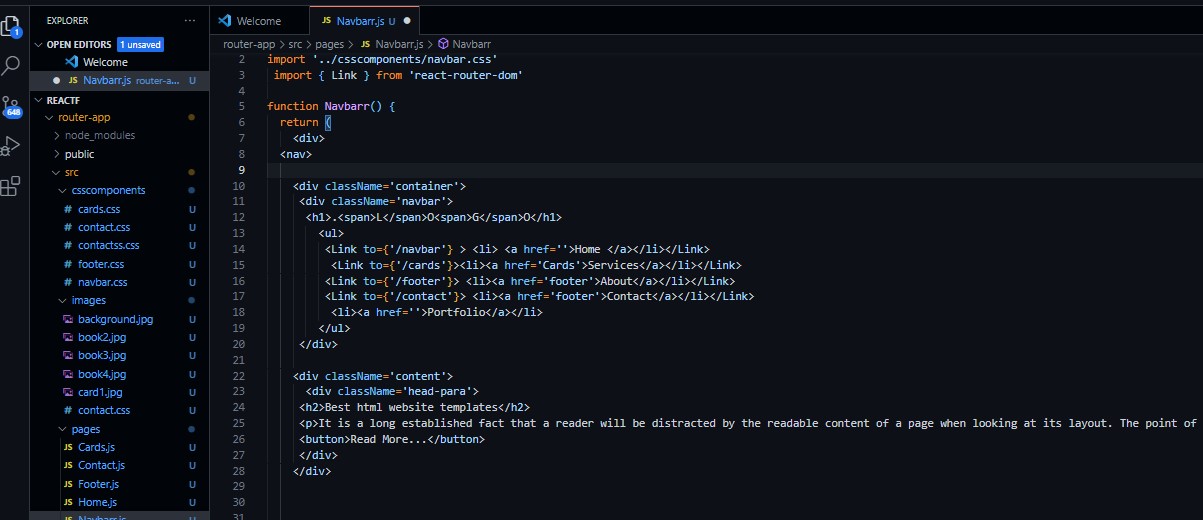 1
EXPLORER
...
Welcome
JS Navbarr.js U
OPEN EDITORS 1 unsaved
Welcome
Navbarr.js router-a... U
router-app > src > pages > JS Navbarr.js > Navbarr
REACTF
648
router-app
node_modules
public
src
csscomponents
# cards.css U
# contact.css U
# contactss.css U
# footer.css U
# navbar.css U
images
background.jpg U
book2.jpg U
book3.jpg U
book4.jpg U
card1.jpg U
# contact.css U
pages
JS Cards.js U
JS Contact.js U
JS Footer.js U
JS Home.js U
JS Navbarr.js U
2 import '../csscomponents/navbar.css'
3 import { Link } from 'react-router-dom'
4
5 function Navbarr() {
6 return (
7 <div>
8 <nav>
9
10 <div className='container'>
11 <div className='navbar'>
12 <h1>.<span>L</span>O<span>G</span>O</h1>
13 <ul>
14 <Link to={'/navbar'} > <li> <a href=''>Home </a></li></Link>
15 <Link to={'/cards'}><li><a href='Cards'>Services</a></li></Link>
16 <Link to={'/footer'}> <li><a href='footer'>About</a></li></Link>
17 <Link to={'/contact'}> <li><a href='footer'>Contact</a></li></Link>
18 <li><a href=''>Portfolio</a></li>
19 </ul>
20 </div>
21
22 <div className='content'>
23 <div className='head-para'>
24 <h2>Best html website templates</h2>
25 <p>It is a long established fact that a reader will be distracted by the readable content of a page when looking at its layout. The point of
26 <button>Read More...</button>
27 </div>
28 </div>
29
30
31